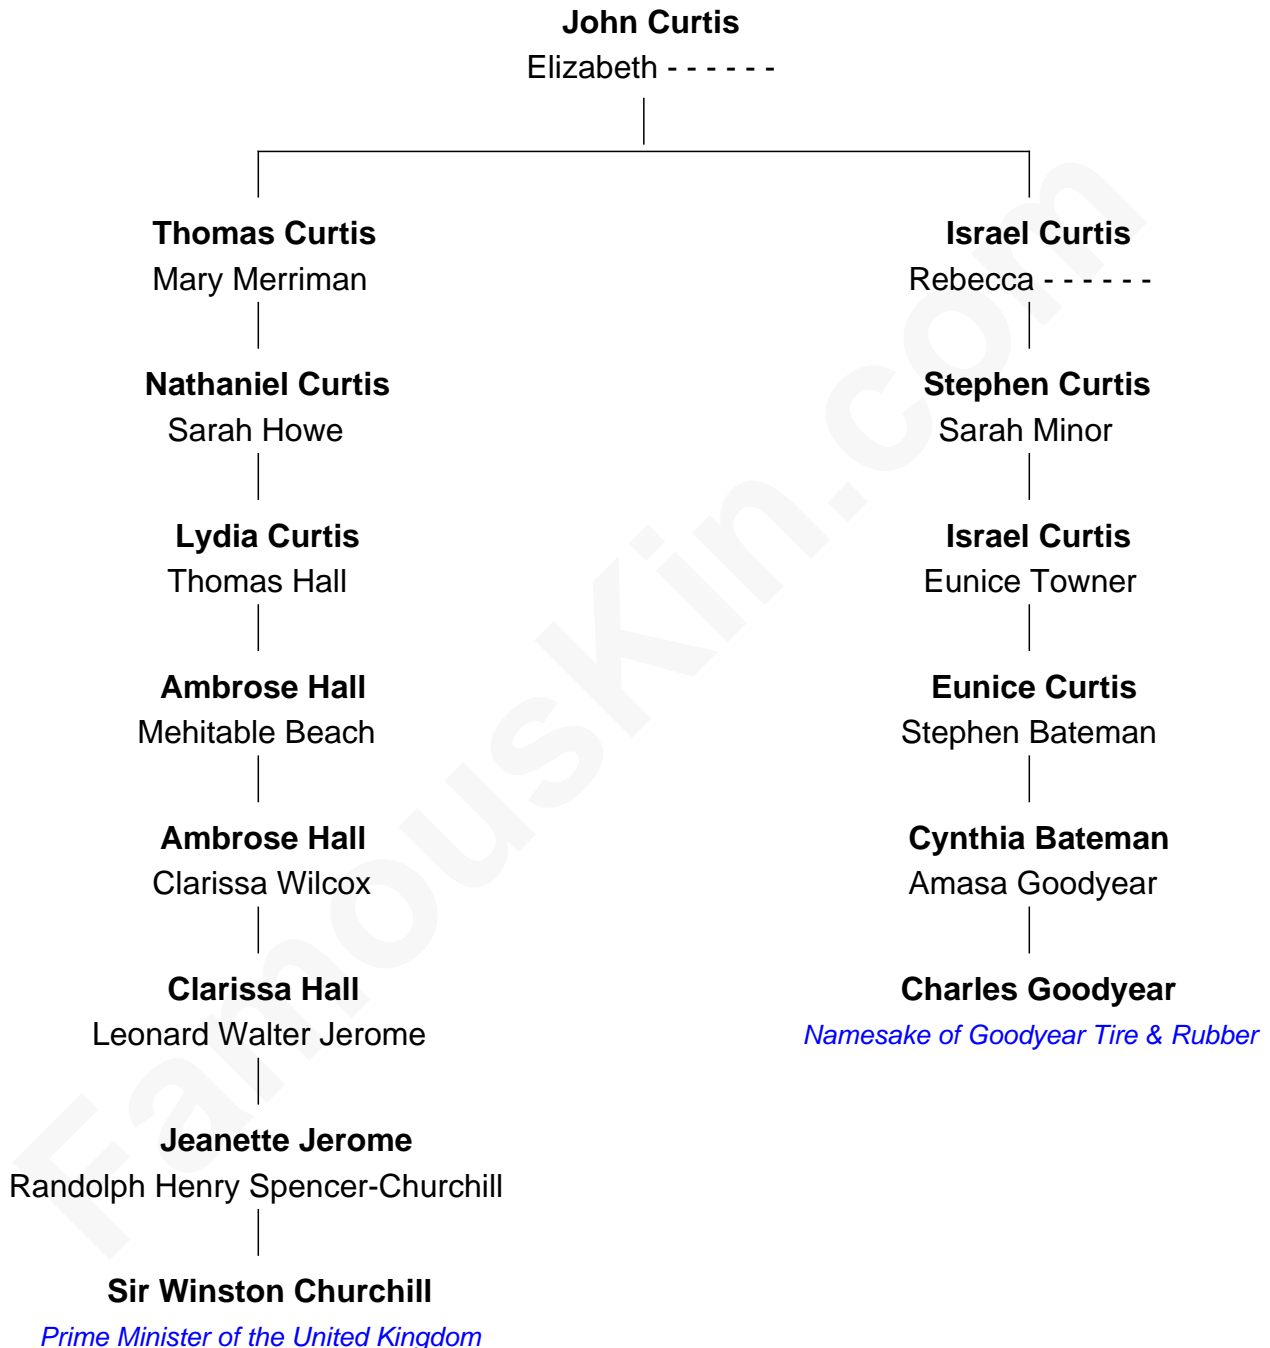 John Curtis
Elizabeth - - - - - -
Thomas Curtis
Mary Merriman
Nathaniel Curtis
Sarah Howe
Lydia Curtis
Thomas Hall
Ambrose Hall
Mehitable Beach
Ambrose Hall
Clarissa Wilcox
Clarissa Hall
Leonard Walter Jerome
Jeanette Jerome
Randolph Henry Spencer-Churchill
Sir Winston Churchill
Prime Minister of the United Kingdom
Israel Curtis
Rebecca - - - - - -
Stephen Curtis
Sarah Minor
Israel Curtis
Eunice Towner
Eunice Curtis
Stephen Bateman
Cynthia Bateman
Amasa Goodyear
Charles Goodyear
Namesake of Goodyear Tire & Rubber
FamousKin.com